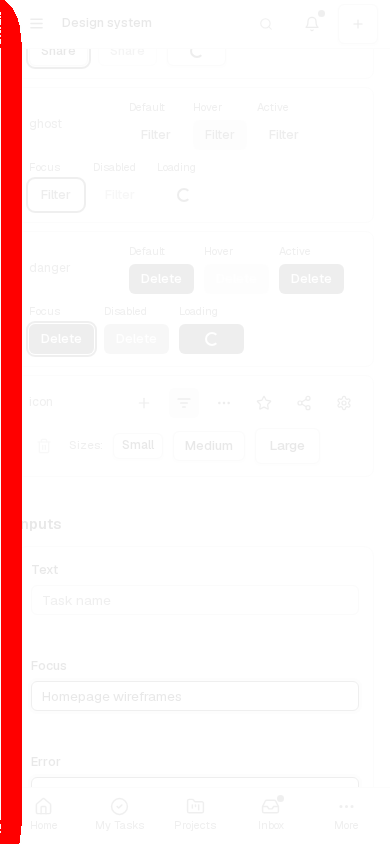 Design system
Share Share
Default Hover Active
ghost Filter Filter Filter
Focus Disabled Loading
Filter Filter
Default Hover Active
danger Delete Delete
Focus Disabled Loading
Delete Delete
icon
Sizes Small Medium Large
nputs
Text
Task name
Focus
Homepage wireframes
Error
Home My Tasks Projects Inbox More